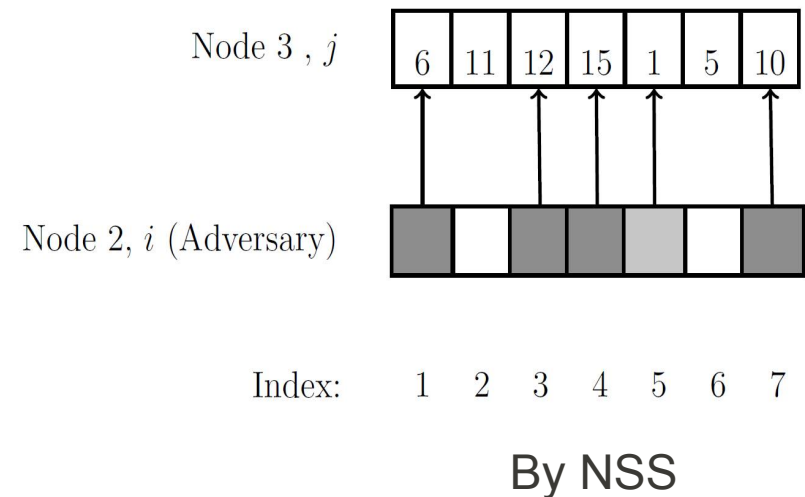 Node 3 , j 6 11 12 15 1 5 10
Node 2, i (Adversary)
Index: 1 2 3 4 5 6 7
By NSS